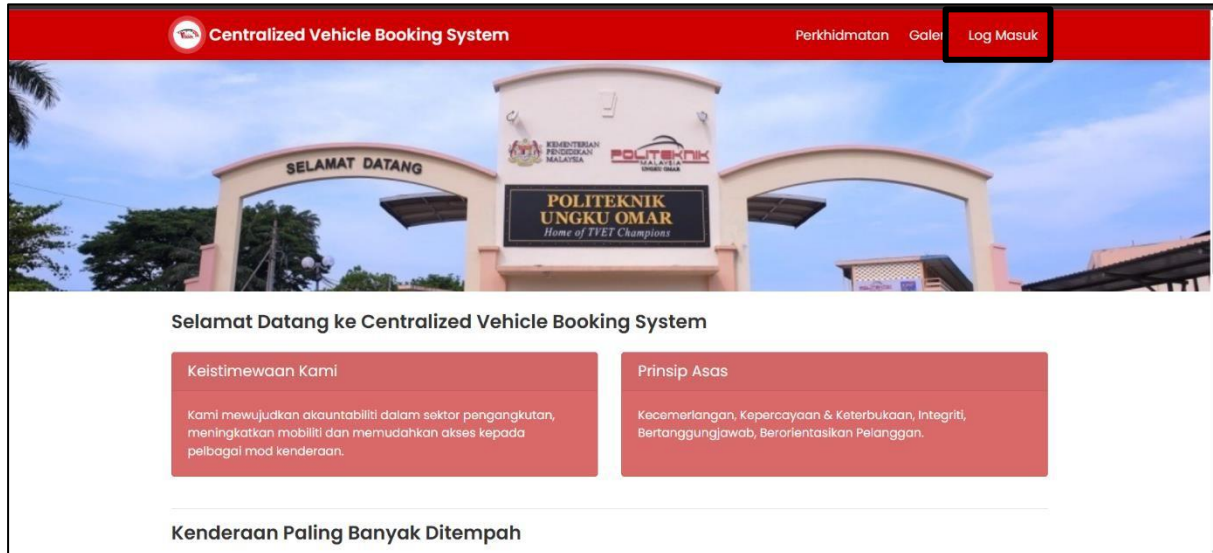 Centralized Vehicle Booking System
Perkhidmatan Galer Log Masuk
SELAMAT DATANG
KEMENTERIAN
PENDIDIKAN
MALAYSIA
POLITEKNIK
MALAYSIA
UNGKU OMAR
POLITEKNIK
UNGKU OMAR
Home of TVET Champions
Selamat Datang ke Centralized Vehicle Booking System
Keistimewaan Kami
Kami mewujudkan akauntabiliti dalam sektor pengangkutan,
meningkatkan mobiliti dan memudahkan akses kepada
pelbagai mod kenderaan.
Prinsip Asas
Kecemerlangan, Kepercayaan & Keterbukaan, Integriti,
Bertanggungjawab, Berorientasikan Pelanggan.
Kenderaan Paling Banyak Ditempah